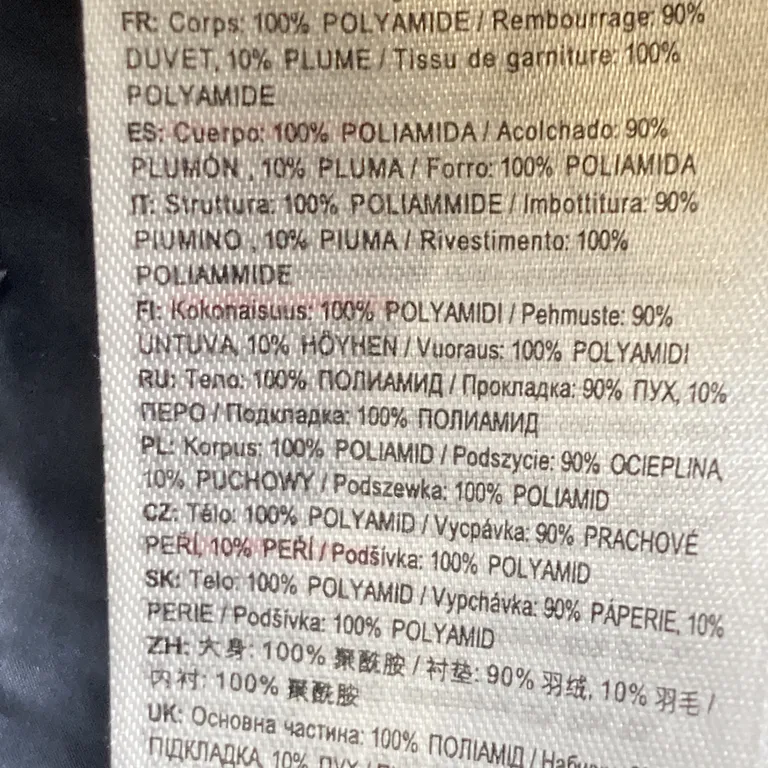 FR: Corps: 100% POLYAMIDE / Rembourrage: 90%
DUVET, 10% PLUME / Tissu de garniture: 100%
POLYAMIDE
ES: Cuerpo: 100% POLIAMIDA / Acolchado: 90%
PLUMÓN , 10% PLUMA / Forro: 100% POLIAMIDA
IT: Struttura: 100% POLIAMMIDE / Imbottitura: 90%
PIUMINO , 10% PIUMA / Rivestimento: 100%
POLIAMMIDE
FI: Kokonaisuus: 100% POLYAMIDI / Pehmuste: 90%
UNTUVA, 10% HÖYHEN / Vuoraus: 100% POLYAMIDI
RU: Тело: 100% ПОЛИАМИД / Прокладка: 90% ПУХ, 10%
ПЕРО / Подкладка: 100% ПОЛИАМИД
PL: Korpus: 100% POLIAMID / Podszycie: 90% OCIEPLINA,
10% PUCHOWY / Podszewka: 100% POLIAMID
CZ: Tělo: 100% POLYAMID / Vycpávka: 90% PRACHOVÉ
PEŘÍ, 10% PEŘÍ / Podšívka: 100% POLYAMID
SK: Telo: 100% POLYAMID / Vypchávka: 90% PÁPERIE, 10%
PERIE / Podšívka: 100% POLYAMID
ZH: 大身: 100% 聚酰胺 / 衬垫: 90% 羽绒, 10% 羽毛 /
内衬: 100% 聚酰胺
UK: Основна частина: 100% ПОЛІАМІД /
ПІДКЛАДКА, 10% ПУХ /